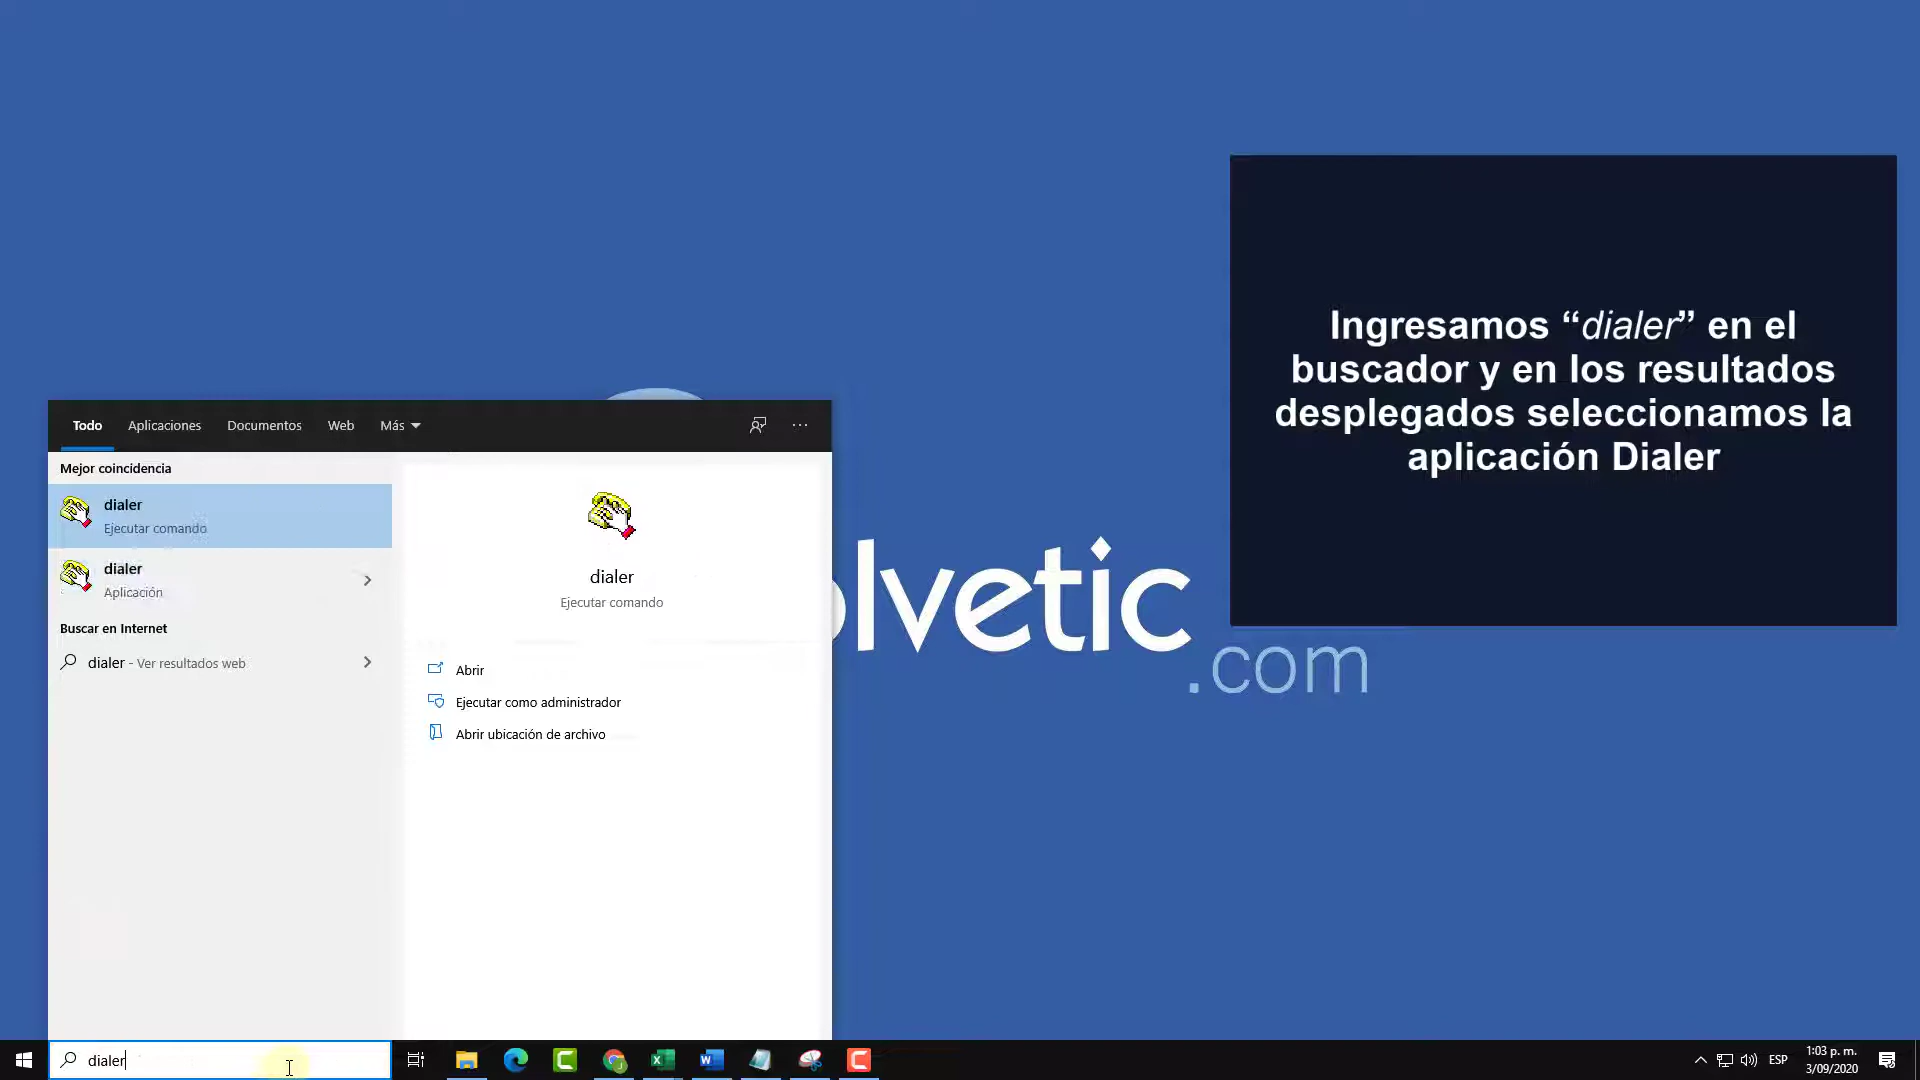 Ingresamos “dialer” en el
buscador y en los resultados
desplegados seleccionamos la
aplicación Dialer
Todo
Aplicaciones
Documentos
Web
Más
Mejor coincidencia
dialer
Ejecutar comando
dialer
Aplicación
Buscar en Internet
dialer - Ver resultados web
dialer
Ejecutar comando
Abrir
Ejecutar como administrador
Abrir ubicación de archivo
lvetic
.com
dialer
ESP
1:03 p. m.
3/09/2020